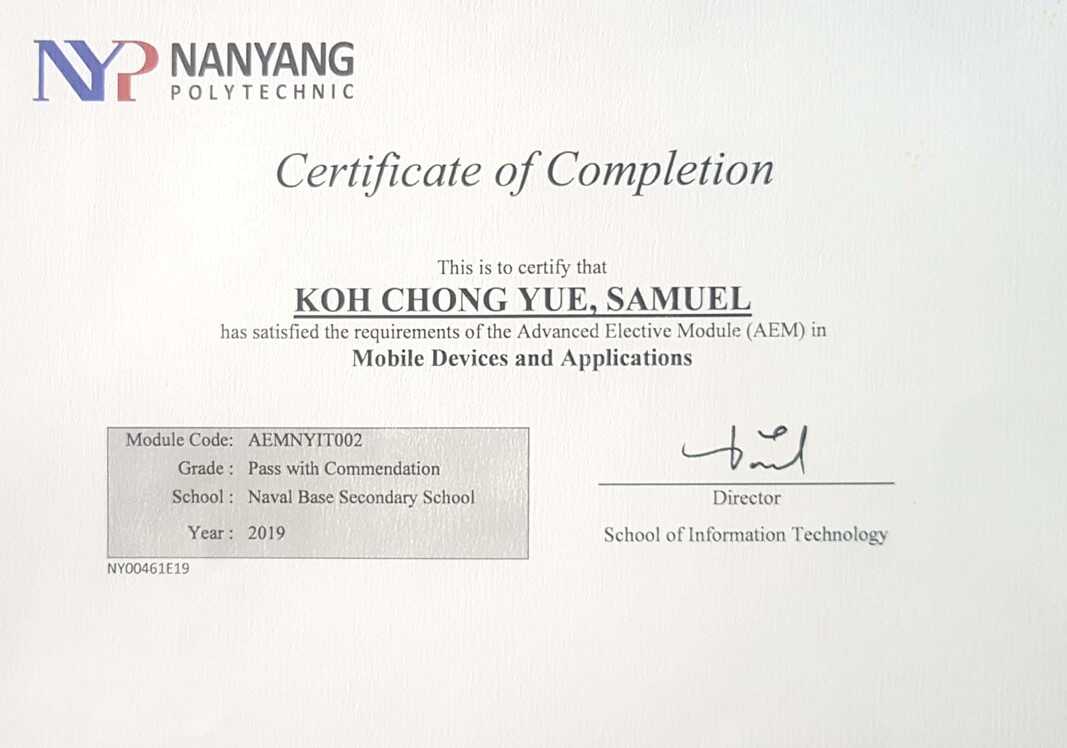 NYP NANYANG
POLYTECHNIC
Certificate of Completion
This is to certify that
KOH CHONG YUE, SAMUEL
has satisfied the requirements of the Advanced Elective Module (AEM) in
Mobile Devices and Applications
Module Code: AEMNYIT002
Grade : Pass with Commendation
School : Naval Base Secondary School
Year : 2019
NY00461E19
Director
School of Information Technology